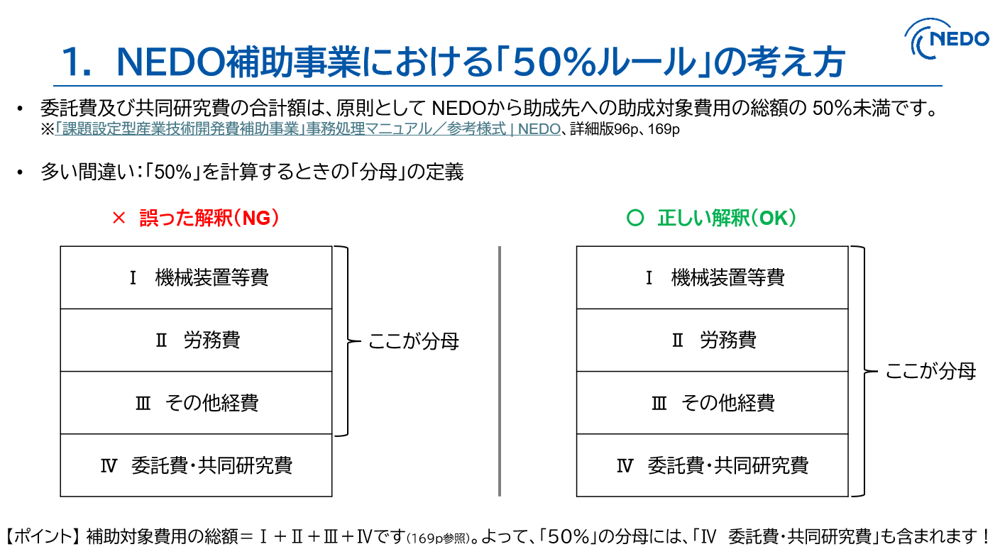 NEDO
1. NEDO補助事業における「50%ルール」の考え方
• 委託費及び共同研究費の合計額は、原則として NEDOから助成先への助成対象費用の総額の 50%未満です。
※「課題設定型産業技術開発費補助事業」事務処理マニュアル／参考様式 | NEDO、詳細版96p、169p
• 多い間違い：「50%」を計算するときの「分母」の定義
× 誤った解釈（NG）
Ⅰ 機械装置等費
Ⅱ 労務費
Ⅲ その他経費
Ⅳ 委託費・共同研究費
ここが分母
〇 正しい解釈（OK）
Ⅰ 機械装置等費
Ⅱ 労務費
Ⅲ その他経費
Ⅳ 委託費・共同研究費
ここが分母
【ポイント】 補助対象費用の総額＝Ⅰ＋Ⅱ＋Ⅲ＋Ⅳです（169p参照）。よって、「50%」の分母には、「Ⅳ 委託費・共同研究費」も含まれます！